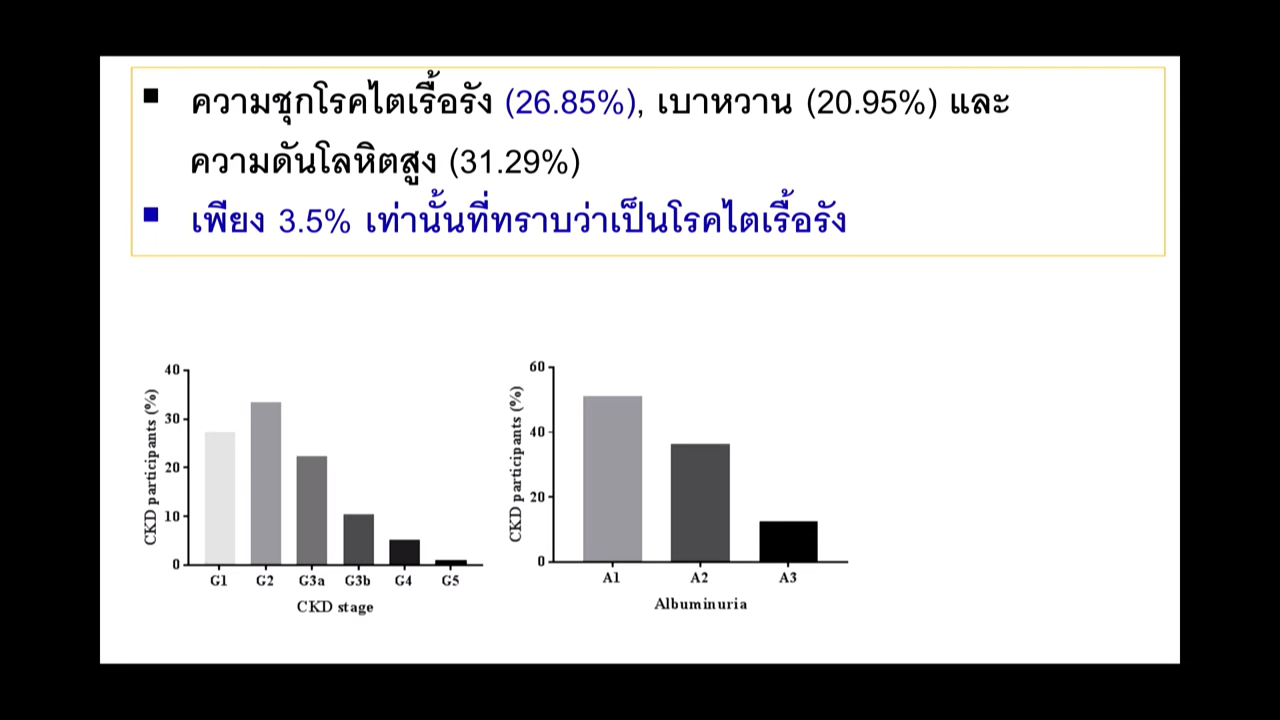 ▪ ความชุกโรคไตเรื้อรัง (26.85%), เบาหวาน (20.95%) และ
ความดันโลหิตสูง (31.29%)
▪ เพียง 3.5% เท่านั้นที่ทราบว่าเป็นโรคไตเรื้อรัง
CKD participants (%)
40
30
20
10
0
G1 G2 G3a G3b G4 G5
CKD stage
CKD participants (%)
60
40
20
0
A1 A2 A3
Albuminuria